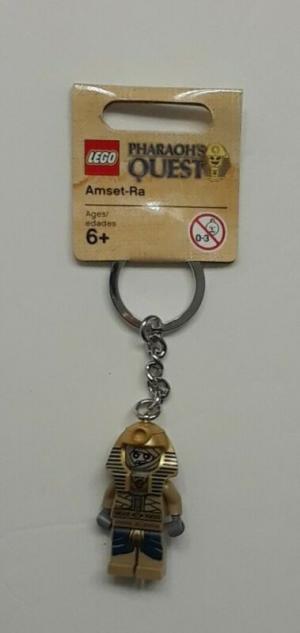 LEGO
PHARAOH'S
QUEST
Amset-Ra
Ages/
edades
6+
0-3